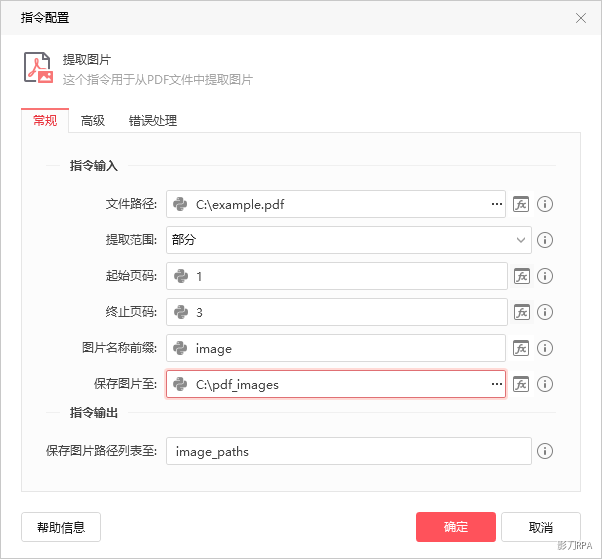 指令配置
提取图片
这个指令用于从PDF文件中提取图片
常规 高级 错误处理
指令输入
文件路径: C:\example.pdf ···
提取范围: 部分
起始页码: 1
终止页码: 3
图片名称前缀: image
保存图片至: C:\pdf_images ···
指令输出
保存图片路径列表至: image_paths
帮助信息 确定 取消
影刀RPA